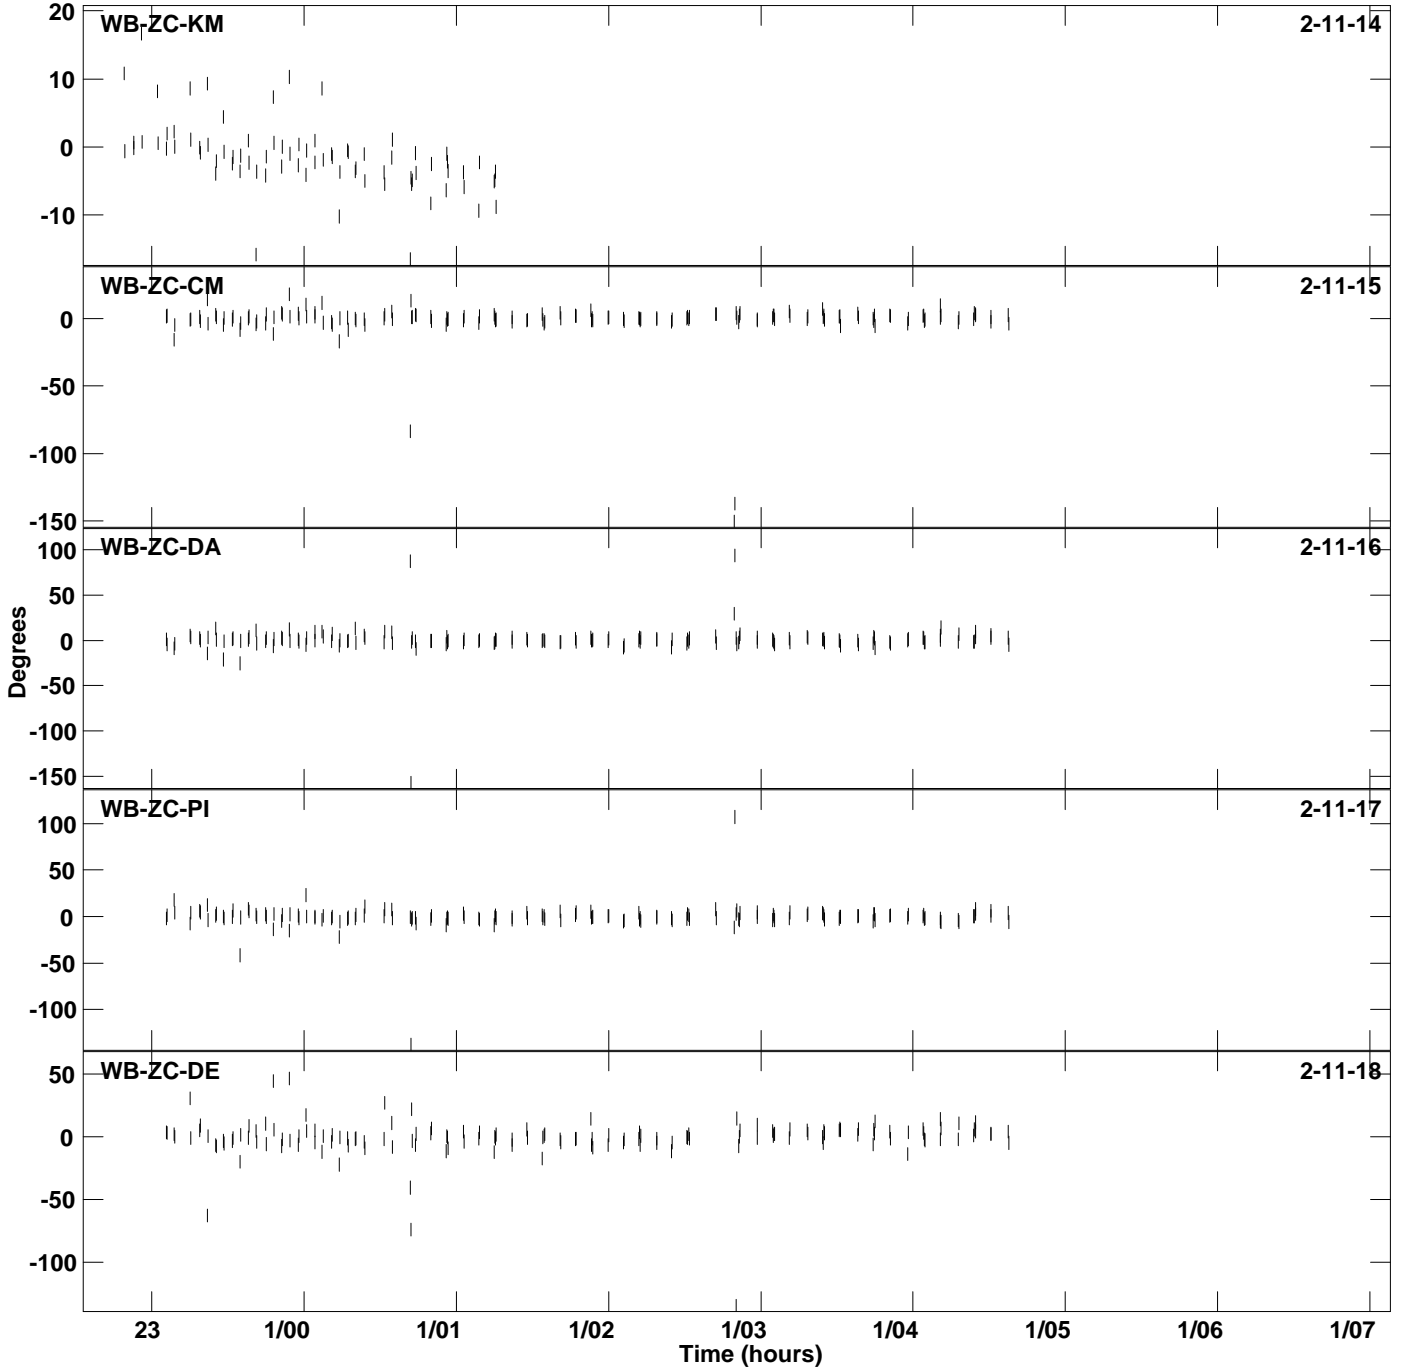 WB-ZC-KM 2-11-14
20
10
0
-10
WB-ZC-CM 2-11-15
0
-50
-100
-150
WB-ZC-DA 2-11-16
100
50
0
-50
-100
-150
Degrees
WB-ZC-PI 2-11-17
100
50
0
-50
-100
WB-ZC-DE 2-11-18
50
0
-50
-100
23 1/00 1/01 1/02 1/03 1/04 1/05 1/06 1/07
Time (hours)